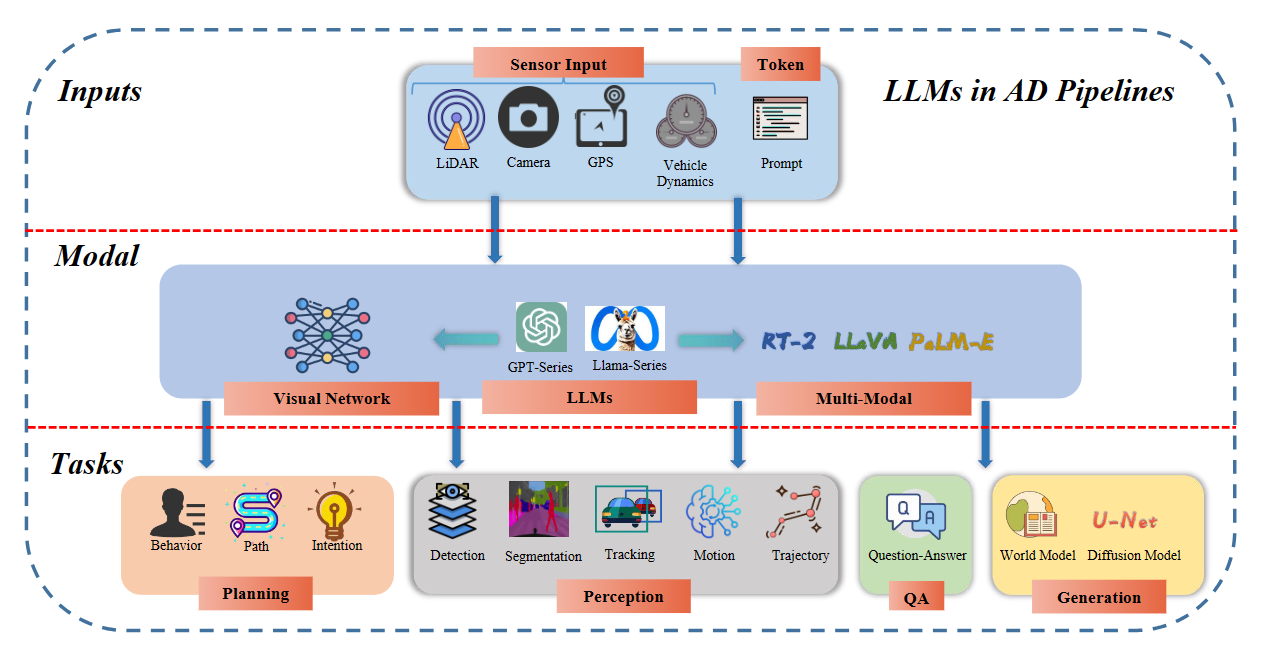 Inputs
Sensor Input
Token
LLMs in AD Pipelines
LiDAR
Camera
GPS
Vehicle
Dynamics
Prompt
Modal
GPT-Series
Llama-Series
RT-2
LLaVA
PaLM-E
Visual Network
LLMs
Multi-Modal
Tasks
Behavior
Path
Intention
Planning
Detection
Segmentation
Tracking
Motion
Trajectory
Perception
Q
A
Question-Answer
QA
World Model
U-Net
Diffusion Model
Generation